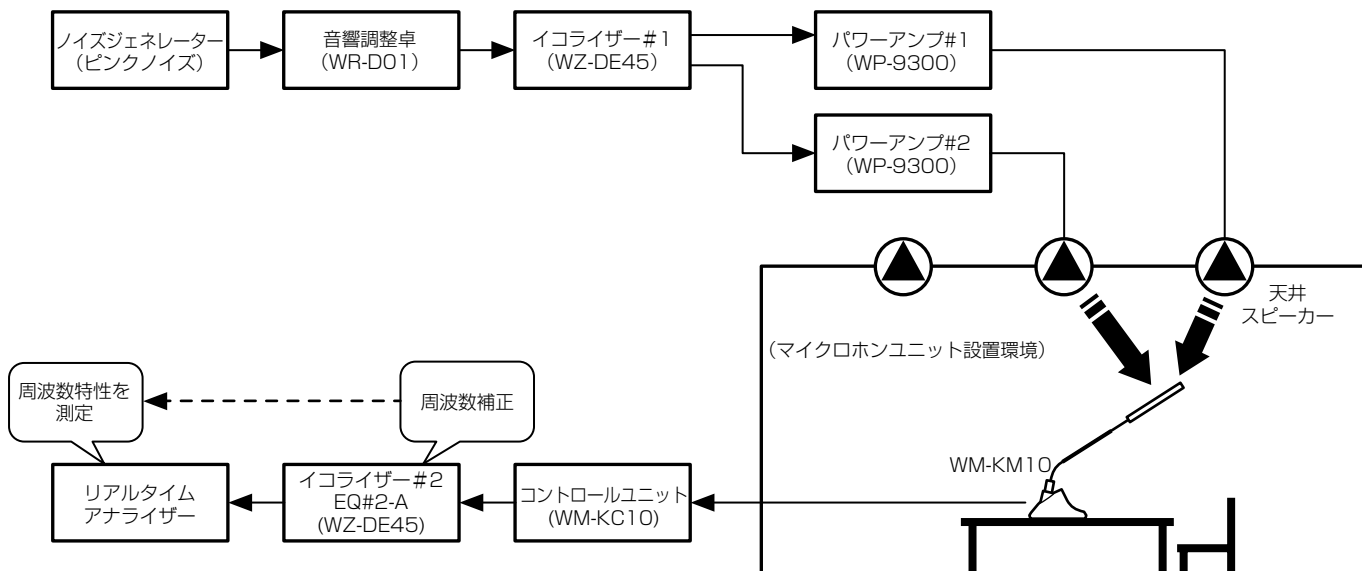 ノイズジェネレーター
（ピンクノイズ）
音響調整卓
(WR-D01)
イコライザー#1
(WZ-DE45)
パワーアンプ#1
(WP-9300)
パワーアンプ#2
(WP-9300)
天井
スピーカー
（マイクロホンユニット設置環境）
周波数特性を
測定
周波数補正
WM-KM10
リアルタイム
アナライザー
イコライザー#2
EQ#2-A
(WZ-DE45)
コントロールユニット
(WM-KC10)